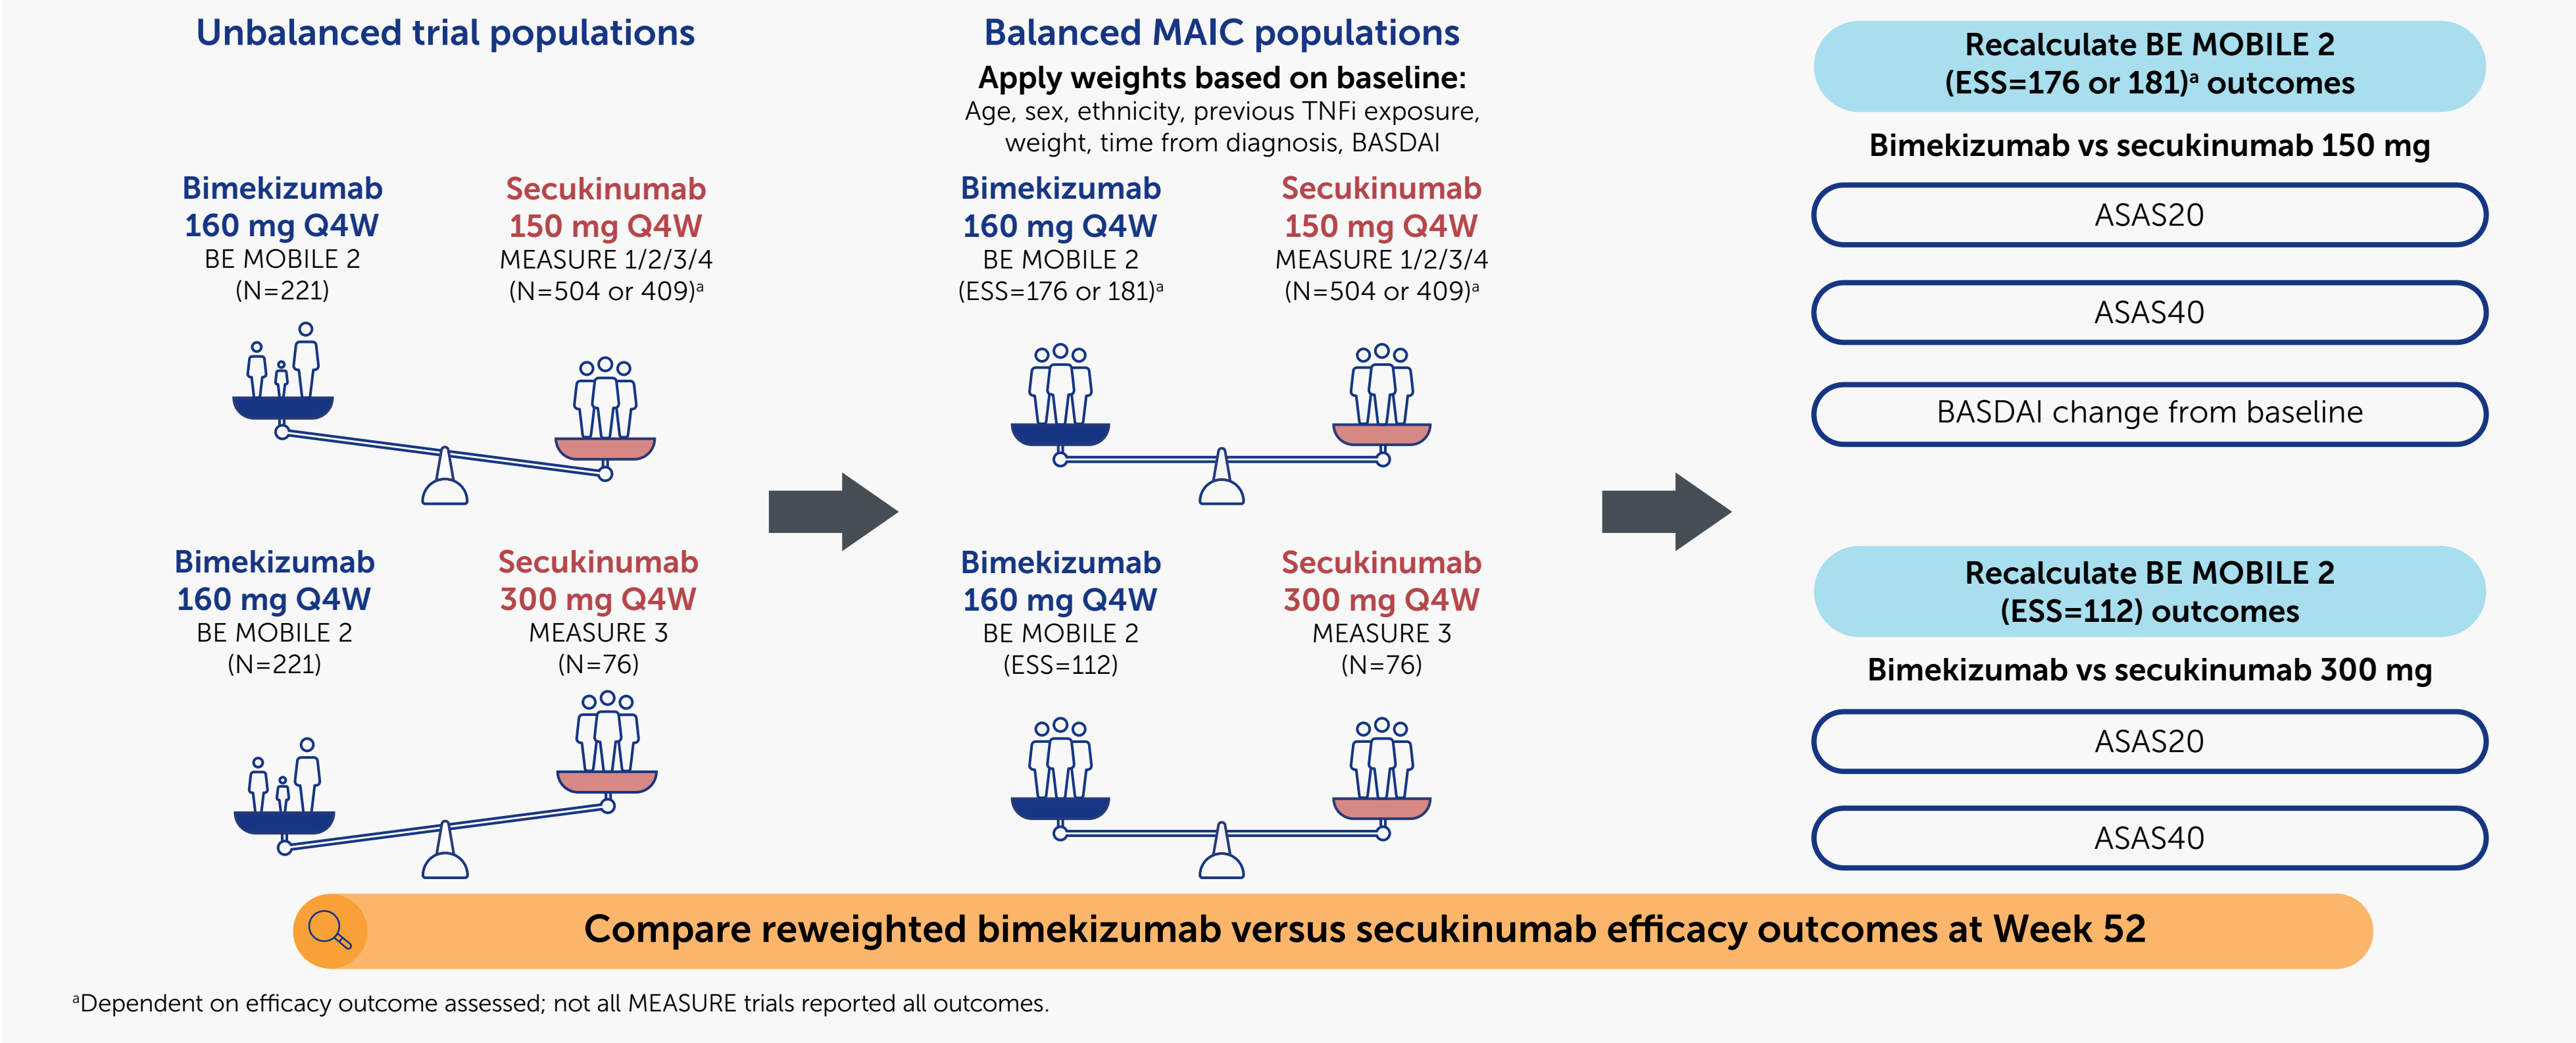 Unbalanced trial populations
Bimekizumab
160 mg Q4W
BE MOBILE 2
(N=221)
Secukinumab
150 mg Q4W
MEASURE 1/2/3/4
(N=504 or 409)ᵃ
Bimekizumab
160 mg Q4W
BE MOBILE 2
(N=221)
Secukinumab
300 mg Q4W
MEASURE 3
(N=76)
Balanced MAIC populations
Apply weights based on baseline:
Age, sex, ethnicity, previous TNFi exposure,
weight, time from diagnosis, BASDAI
Bimekizumab
160 mg Q4W
BE MOBILE 2
(ESS=176 or 181)ᵃ
Secukinumab
150 mg Q4W
MEASURE 1/2/3/4
(N=504 or 409)ᵃ
Bimekizumab
160 mg Q4W
BE MOBILE 2
(ESS=112)
Secukinumab
300 mg Q4W
MEASURE 3
(N=76)
Recalculate BE MOBILE 2
(ESS=176 or 181)ᵃ outcomes
Bimekizumab vs secukinumab 150 mg
ASAS20
ASAS40
BASDAI change from baseline
Recalculate BE MOBILE 2
(ESS=112) outcomes
Bimekizumab vs secukinumab 300 mg
ASAS20
ASAS40
Compare reweighted bimekizumab versus secukinumab efficacy outcomes at Week 52
ᵃDependent on efficacy outcome assessed; not all MEASURE trials reported all outcomes.